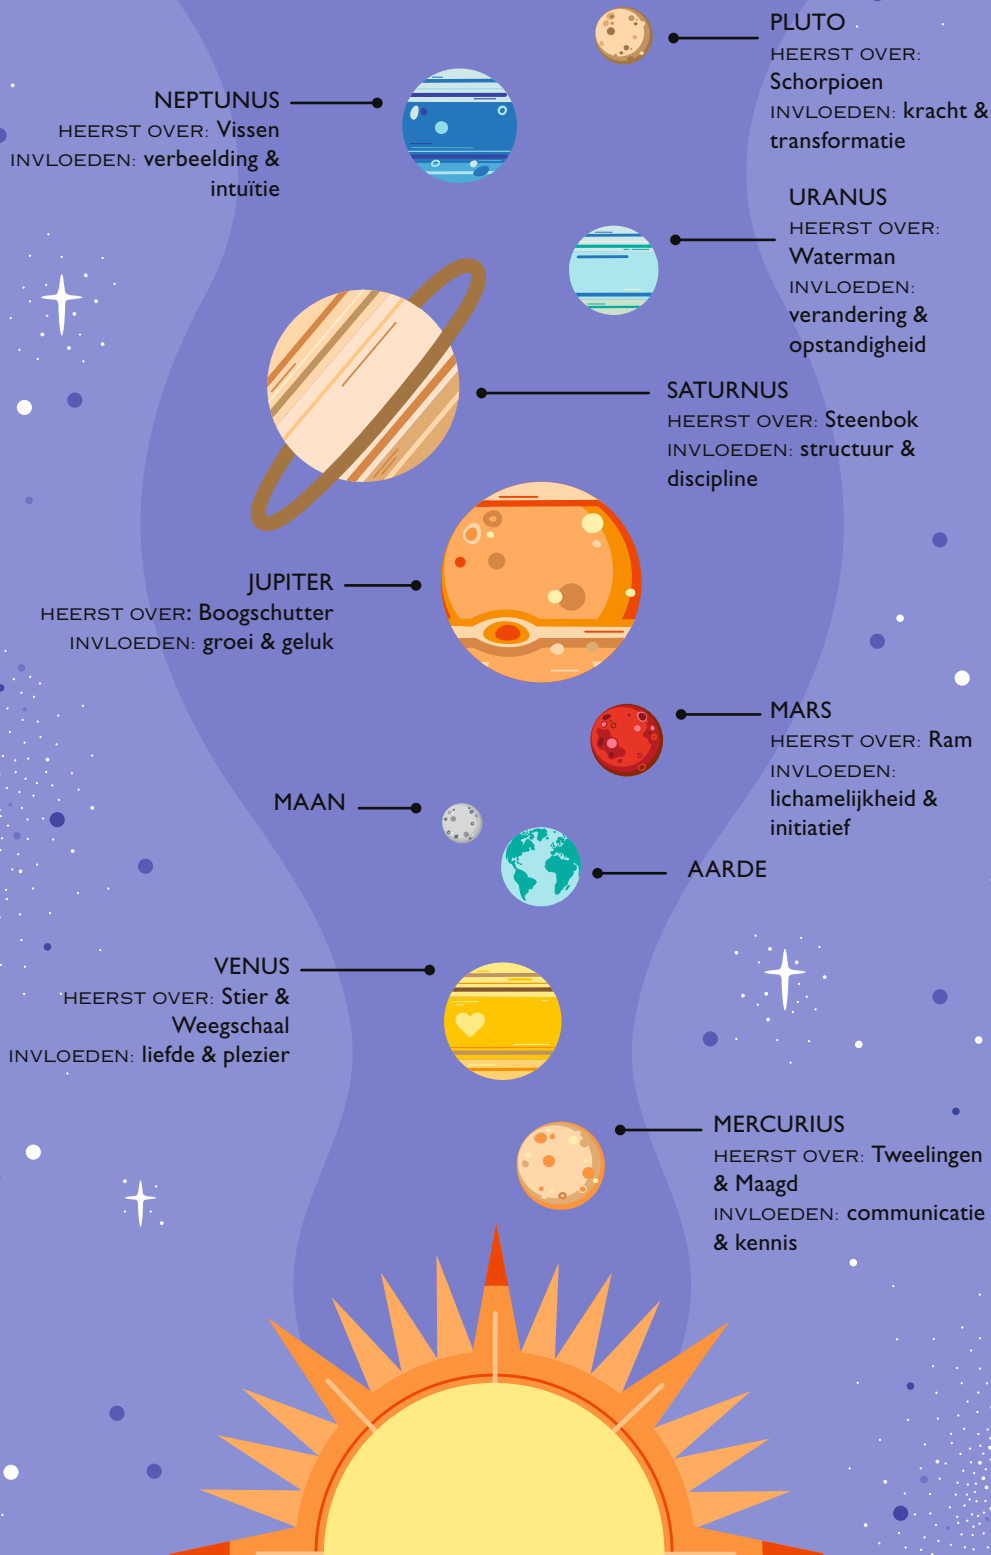 PLUTO
HEERST OVER:
Schorpioen
INVLOEDEN: kracht &
transformatie
NEPTUNUS
HEERST OVER: Vissen
INVLOEDEN: verbeelding &
intuïtie
URANUS
HEERST OVER:
Waterman
INVLOEDEN:
verandering &
opstandigheid
SATURNUS
HEERST OVER: Steenbok
INVLOEDEN: structuur &
discipline
JUPITER
HEERST OVER: Boogschutter
INVLOEDEN: groei & geluk
MARS
HEERST OVER: Ram
INVLOEDEN:
lichamelijkheid &
initiatief
MAAN
AARDE
VENUS
HEERST OVER: Stier &
Weegschaal
INVLOEDEN: liefde & plezier
MERCURIUS
HEERST OVER: Tweelingen
& Maagd
INVLOEDEN: communicatie
& kennis